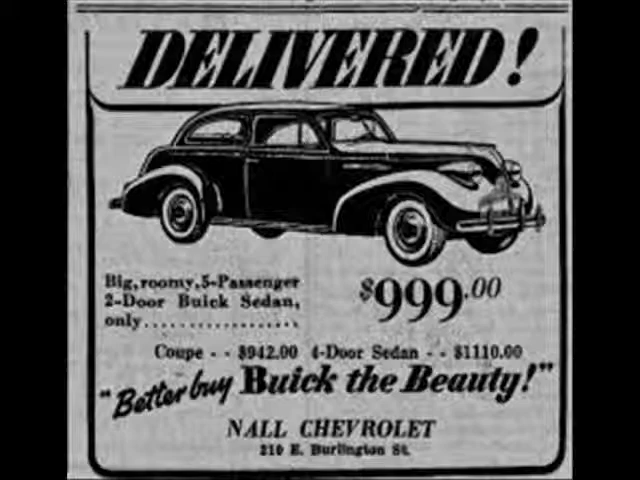 DELIVERED!
Big, roomy, 5-Passenger
2-Door Buick Sedan,
only..................
$999.00
Coupe - - $942.00 4-Door Sedan - - $1110.00
"Better buy Buick the Beauty!"
NALL CHEVROLET
210 E. Burlington St.